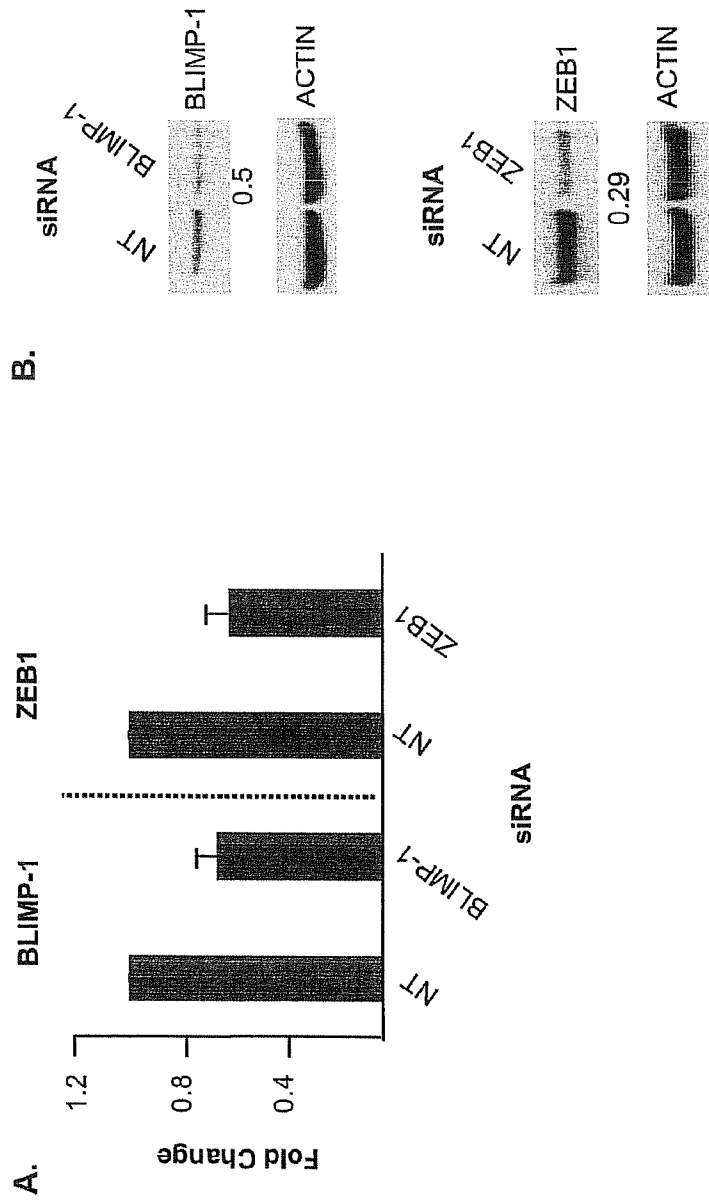 A.
BLIMP-1
ZEB1
Fold Change
1.2
0.8
0.4
NT
BLIMP-1
NT
ZEB1
siRNA
B.
siRNA
NT
BLIMP-1
BLIMP-1
0.5
ACTIN
siRNA
NT
ZEB1
ZEB1
0.29
ACTIN